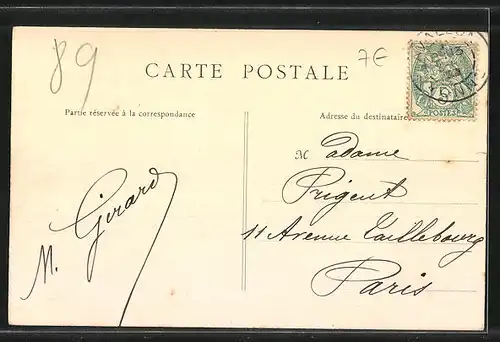 89
7€
CARTE POSTALE
Partie réservée à la correspondance
Adresse du destinataire
POSTES
Madame
Prigent
11 Avenue Taillebourg
Paris
M. Girard